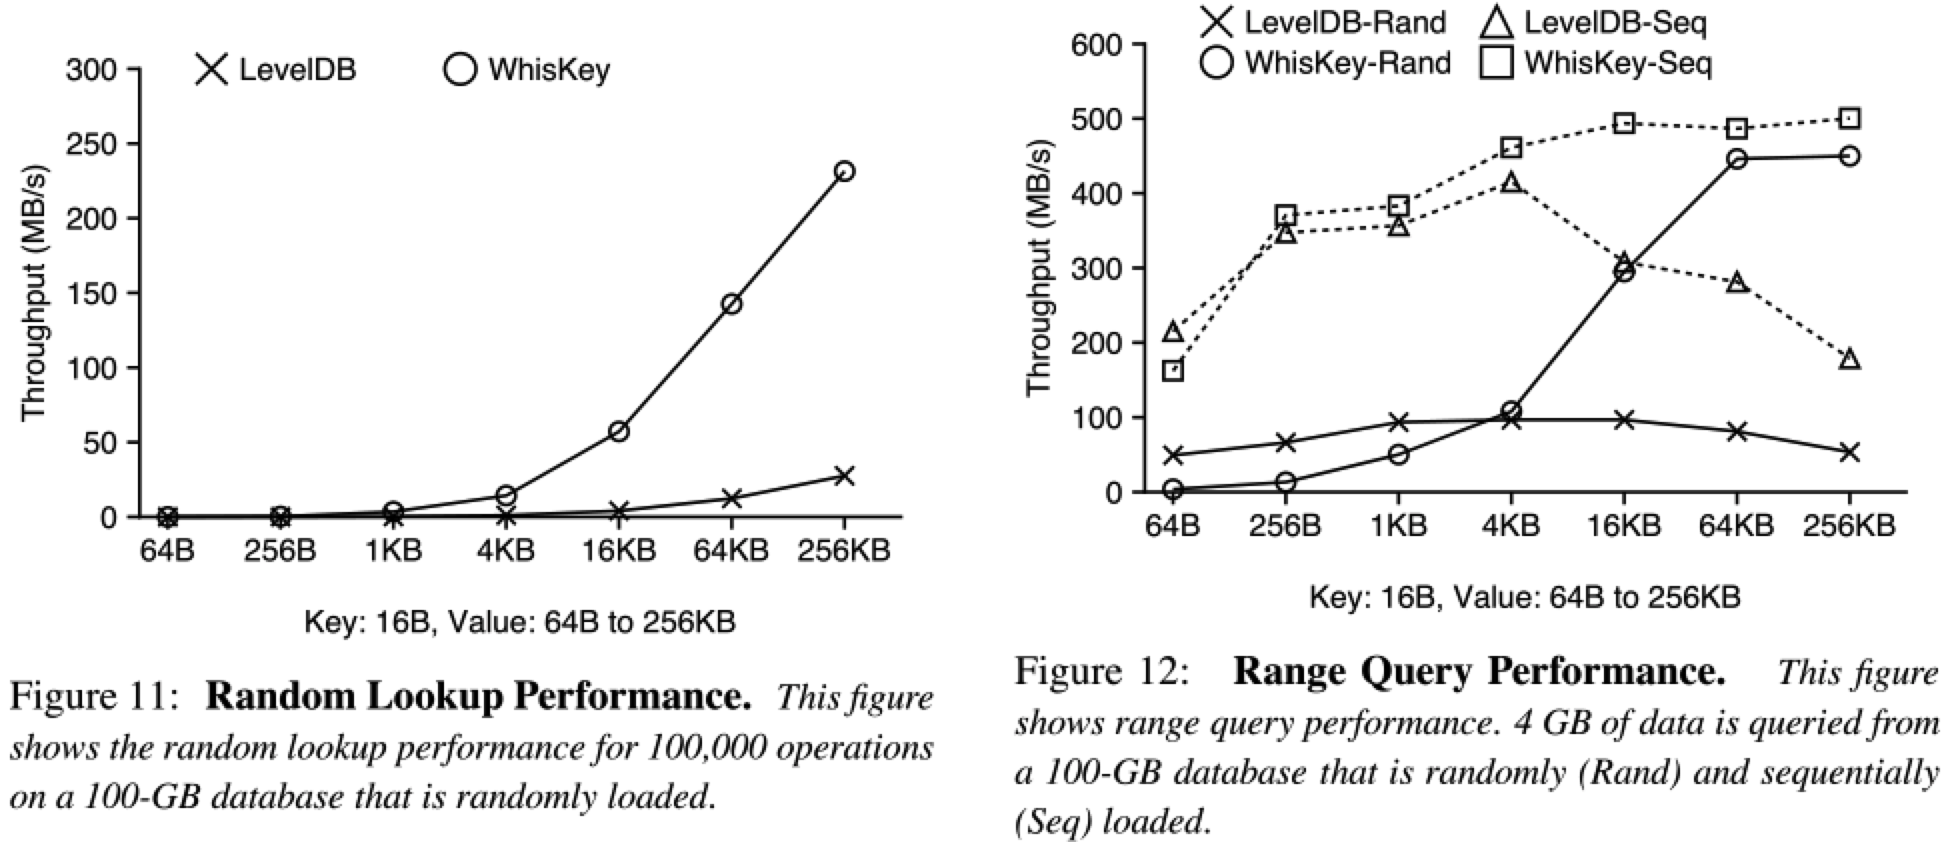 LevelDB WhisKey
300
250
200
150
100
50
0
Throughput (MB/s)
64B 256B 1KB 4KB 16KB 64KB 256KB
Key: 16B, Value: 64B to 256KB
Figure 11: Random Lookup Performance. This figure
shows the random lookup performance for 100,000 operations
on a 100-GB database that is randomly loaded.
LevelDB-Rand LevelDB-Seq
WhisKey-Rand WhisKey-Seq
600
500
400
300
200
100
0
Throughput (MB/s)
64B 256B 1KB 4KB 16KB 64KB 256KB
Key: 16B, Value: 64B to 256KB
Figure 12: Range Query Performance. This figure
shows range query performance. 4 GB of data is queried from
a 100-GB database that is randomly (Rand) and sequentially
(Seq) loaded.